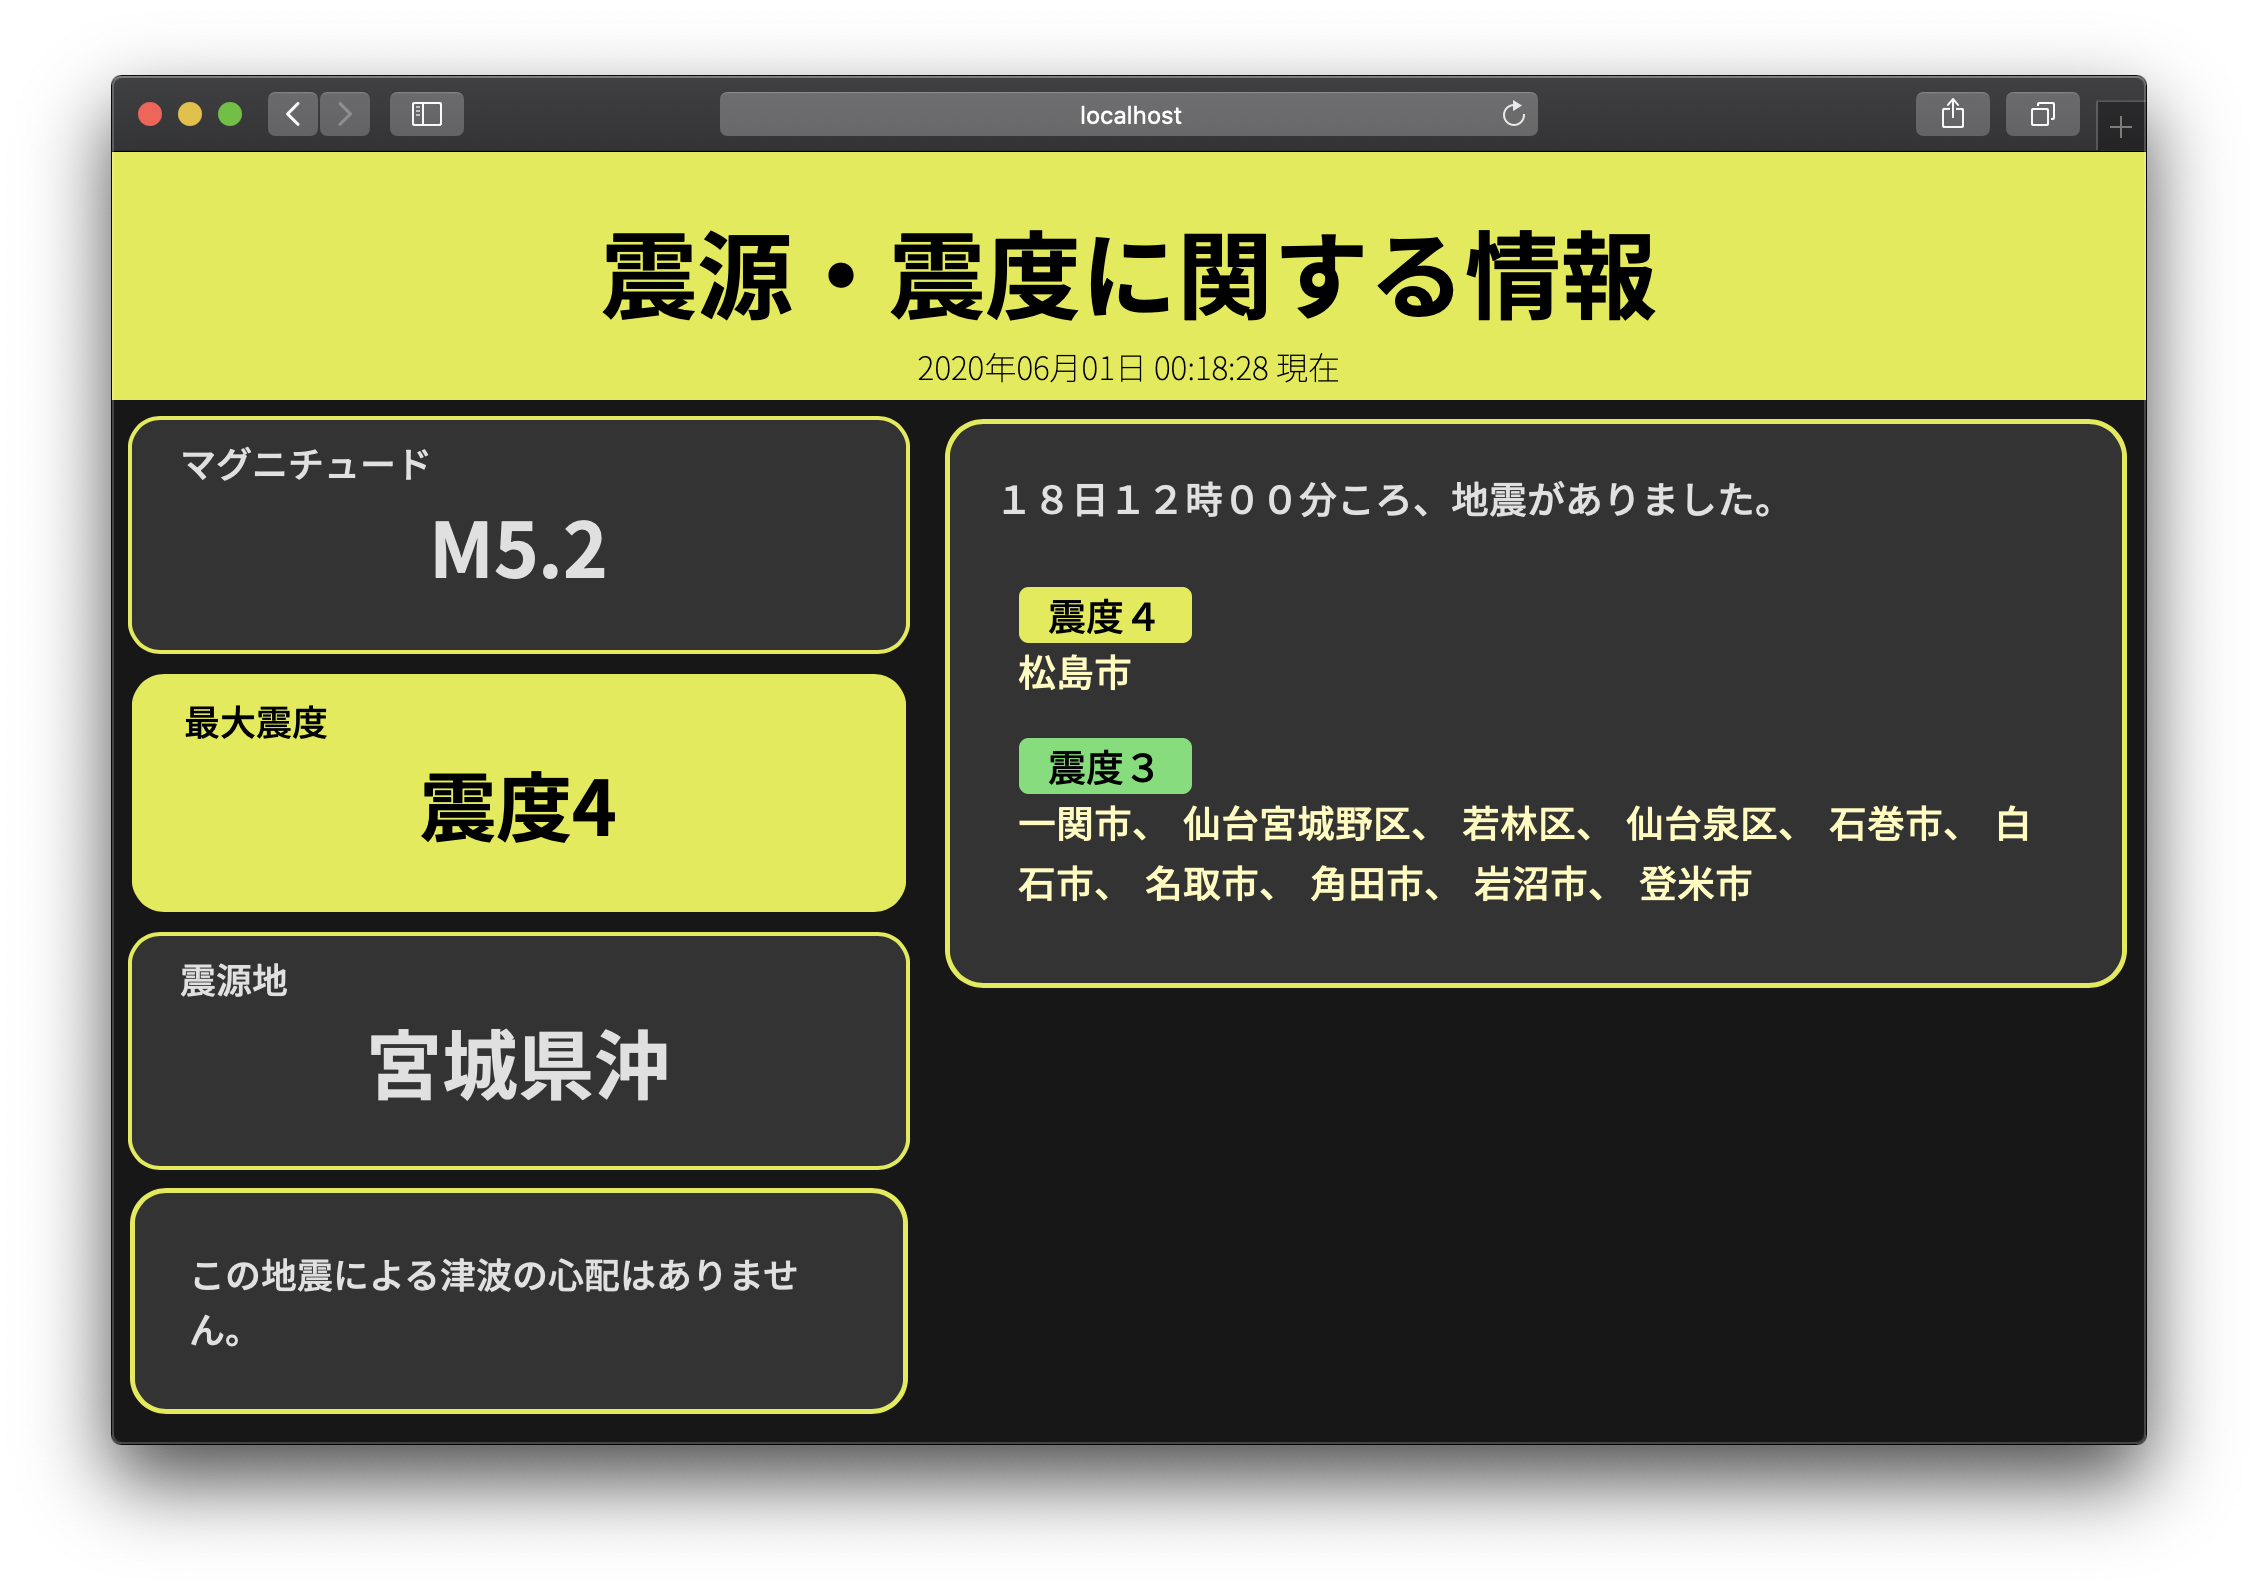 localhost
震源・震度に関する情報
2020年06月01日 00:18:28 現在
マグニチュード
M5.2
最大震度
震度4
震源地
宮城県沖
この地震による津波の心配はありませ
ん。
１８日１２時００分ころ、地震がありました。
震度４
松島市
震度３
一関市、 仙台宮城野区、 若林区、 仙台泉区、 石巻市、 白
石市、 名取市、 角田市、 岩沼市、 登米市